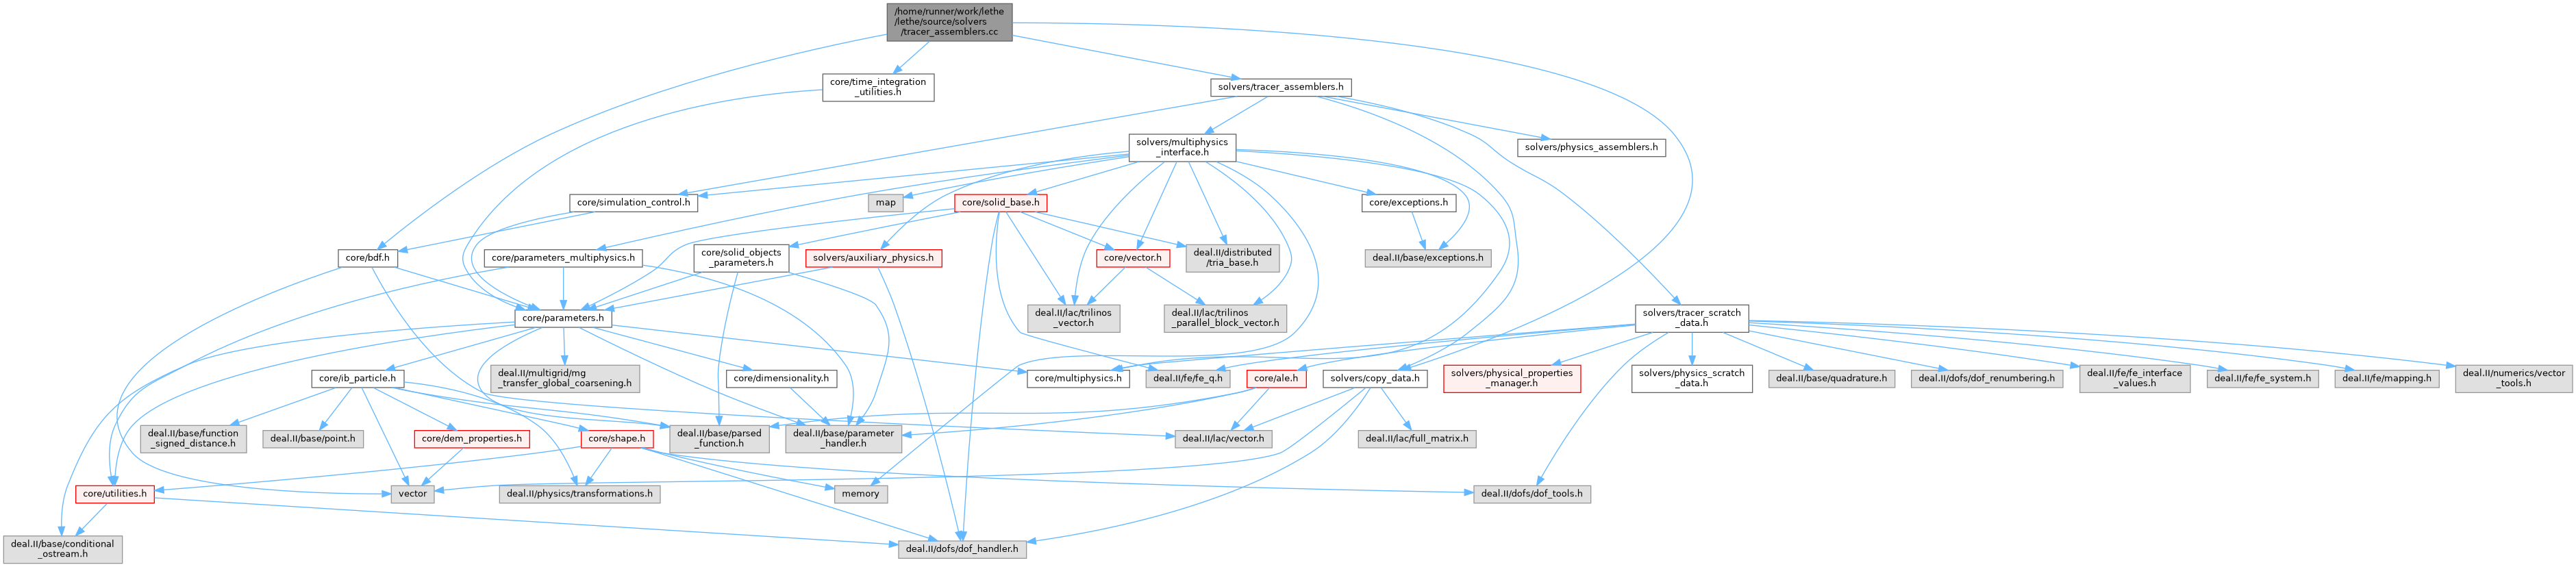 /home/runner/work/lethe
/lethe/source/solvers
/tracer_assemblers.cc
core/time_integration
_utilities.h
solvers/tracer_assemblers.h
solvers/multiphysics
_interface.h
solvers/physics_assemblers.h
core/simulation_control.h
map
core/solid_base.h
core/exceptions.h
core/bdf.h
core/parameters_multiphysics.h
core/solid_objects
_parameters.h
solvers/auxiliary_physics.h
core/vector.h
deal.II/distributed
/tria_base.h
deal.II/base/exceptions.h
core/parameters.h
deal.II/lac/trilinos
_vector.h
deal.II/lac/trilinos
_parallel_block_vector.h
solvers/tracer_scratch
_data.h
core/ib_particle.h
deal.II/multigrid/mg
_transfer_global_coarsening.h
core/dimensionality.h
core/multiphysics.h
deal.II/fe/fe_q.h
core/ale.h
solvers/copy_data.h
solvers/physical_properties
_manager.h
solvers/physics_scratch
_data.h
deal.II/base/quadrature.h
deal.II/dofs/dof_renumbering.h
deal.II/fe/fe_interface
_values.h
deal.II/fe/fe_system.h
deal.II/fe/mapping.h
deal.II/numerics/vector
_tools.h
deal.II/base/function
_signed_distance.h
deal.II/base/point.h
core/dem_properties.h
core/shape.h
deal.II/base/parsed
_function.h
deal.II/base/parameter
_handler.h
deal.II/lac/vector.h
deal.II/lac/full_matrix.h
core/utilities.h
vector
deal.II/physics/transformations.h
memory
deal.II/dofs/dof_tools.h
deal.II/base/conditional
_ostream.h
deal.II/dofs/dof_handler.h